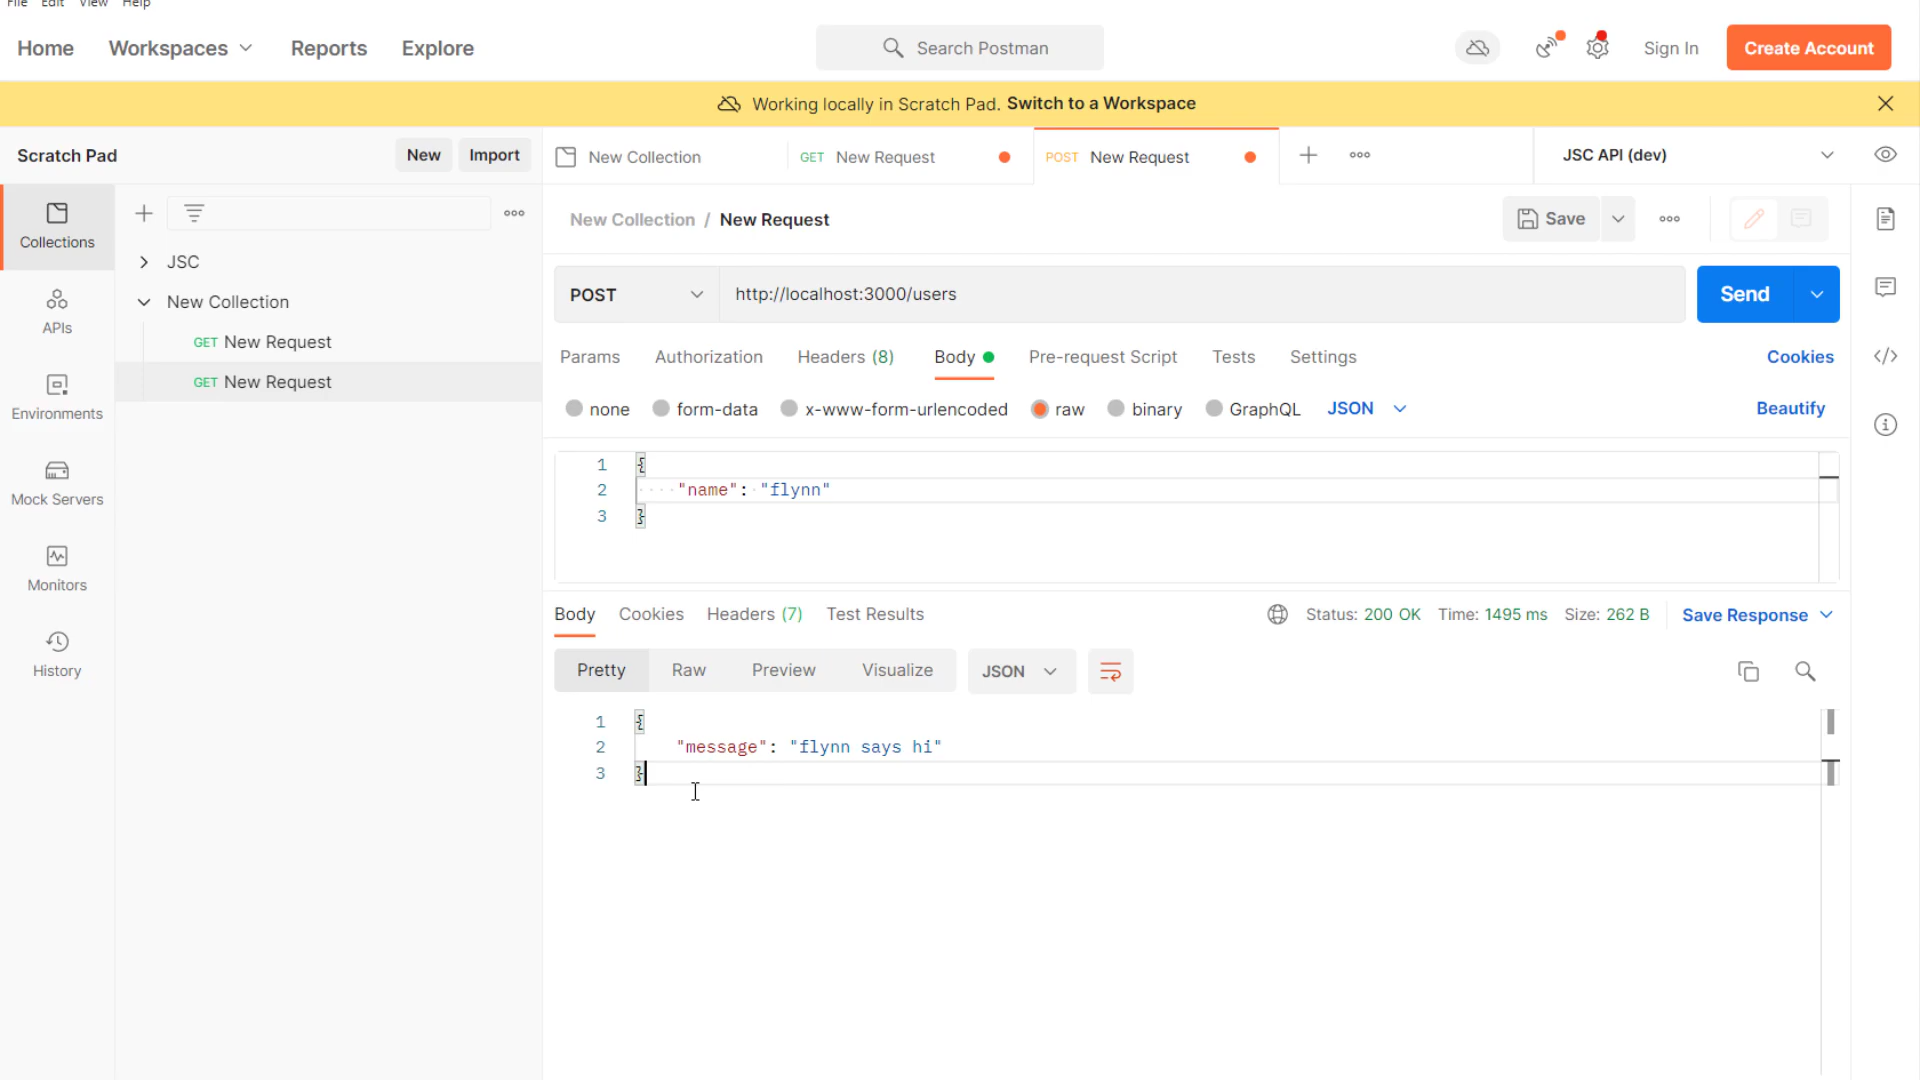 File Edit View Help
Home Workspaces Reports Explore Search Postman Sign In Create Account
Working locally in Scratch Pad. Switch to a Workspace
Scratch Pad New Import
New Collection GET New Request POST New Request JSC API (dev)
Collections
APIs
Environments
Mock Servers
Monitors
History
JSC
New Collection
GET New Request
GET New Request
New Collection / New Request Save
POST http://localhost:3000/users Send
Params Authorization Headers (8) Body Pre-request Script Tests Settings Cookies
none form-data x-www-form-urlencoded raw binary GraphQL JSON Beautify
1 {
2 "name": "flynn"
3 }
Body Cookies Headers (7) Test Results Status: 200 OK Time: 1495 ms Size: 262 B Save Response
Pretty Raw Preview Visualize JSON
1 {
2 "message": "flynn says hi"
3 }